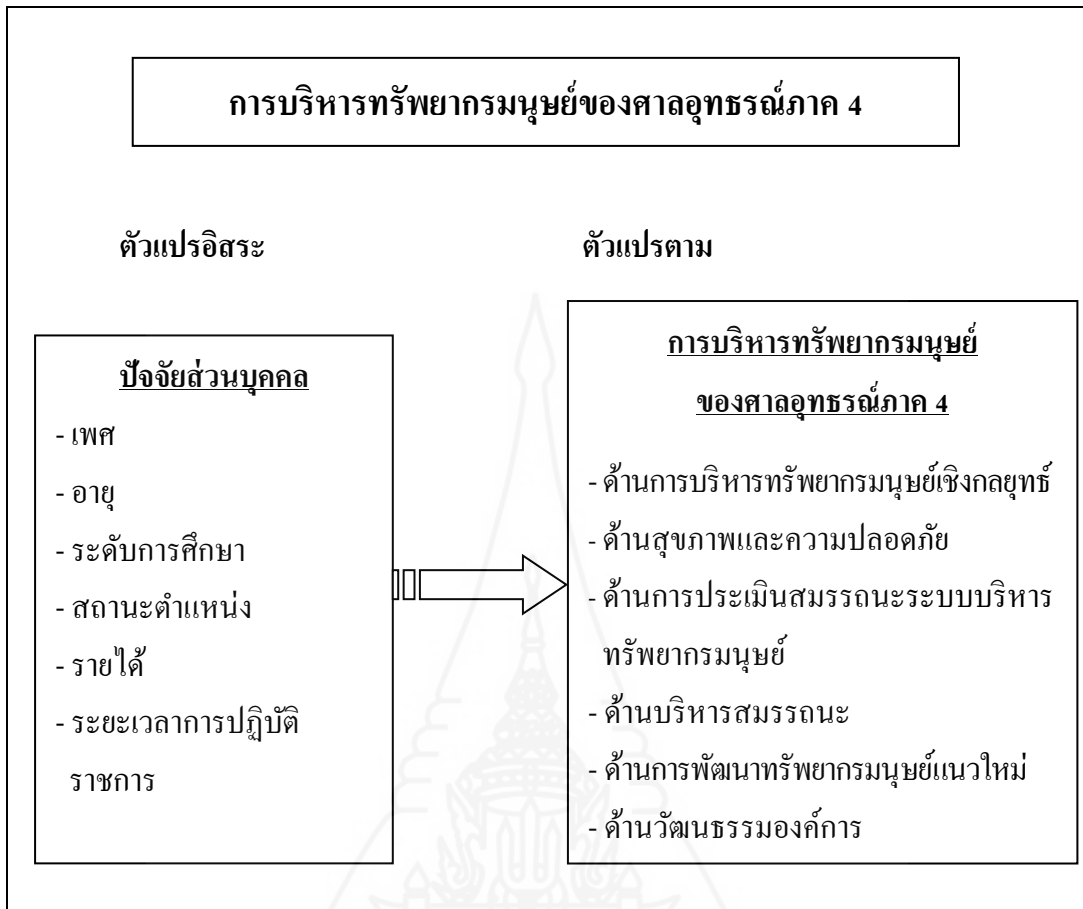 การบริหารทรัพยากรมนุษย์ของศาลอุทธรณ์ภาค 4
ตัวแปรอิสระ
ตัวแปรตาม
ปัจจัยส่วนบุคคล
- เพศ
- อายุ
- ระดับการศึกษา
- สถานะตำแหน่ง
- รายได้
- ระยะเวลาการปฏิบัติ
ราชการ
การบริหารทรัพยากรมนุษย์
ของศาลอุทธรณ์ภาค 4
- ด้านการบริหารทรัพยากรมนุษย์เชิงกลยุทธ์
- ด้านสุขภาพและความปลอดภัย
- ด้านการประเมินสมรรถนะระบบบริหาร
ทรัพยากรมนุษย์
- ด้านบริหารสมรรถนะ
- ด้านการพัฒนาทรัพยากรมนุษย์แนวใหม่
- ด้านวัฒนธรรมองค์การ